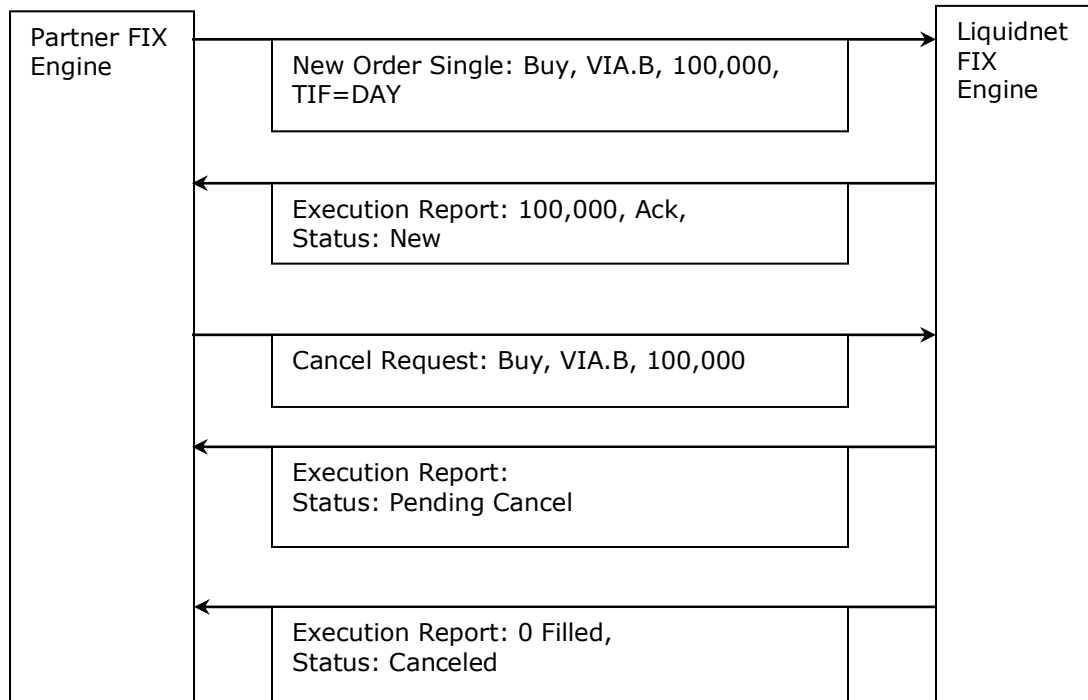 Partner FIX
Engine
Liquidnet
FIX
Engine
New Order Single: Buy, VIA.B, 100,000,
TIF=DAY
Execution Report: 100,000, Ack,
Status: New
Cancel Request: Buy, VIA.B, 100,000
Execution Report:
Status: Pending Cancel
Execution Report: 0 Filled,
Status: Canceled